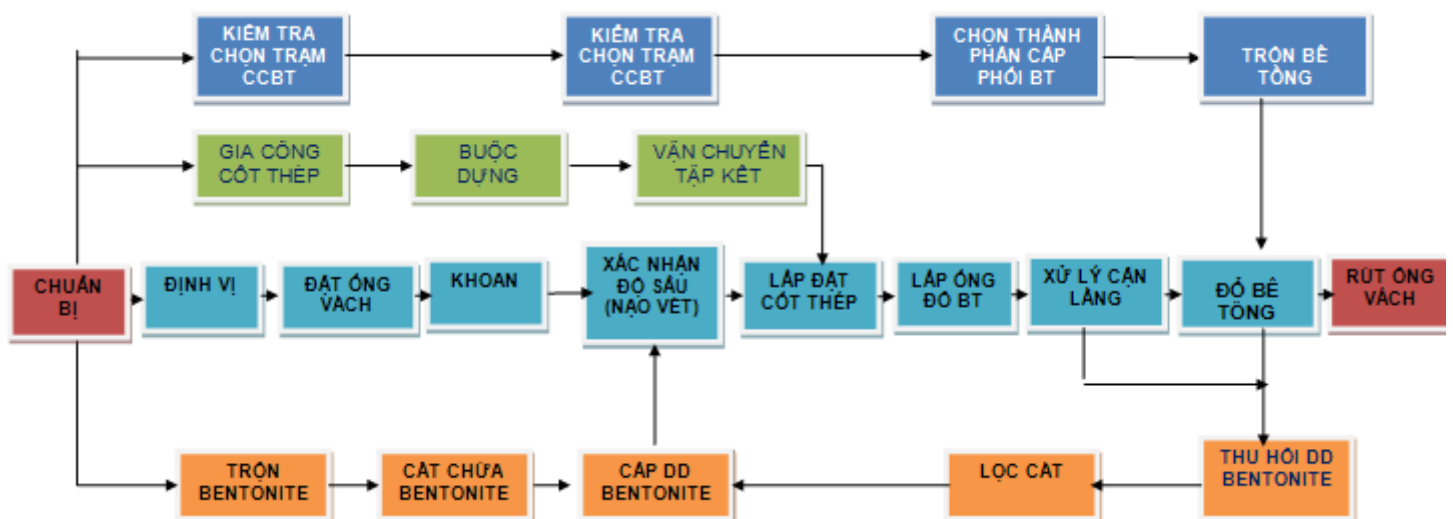 KIỂM TRA
CHỌN TRẠM
CCBT
KIỂM TRA
CHỌN TRẠM
CCBT
CHỌN THÀNH
PHẦN CẤP
PHỐI BT
TRỘN BÊ
TỒNG
GIA CÔNG
CỐT THÉP
BUỘC
DỰNG
VẬN CHUYỂN
TẬP KẾT
CHUẨN
BỊ
ĐỊNH VỊ
ĐẶT ỐNG
VÁCH
KHOAN
XÁC NHẬN
ĐỘ SÂU
(NẠO VÉT)
LẮP ĐẶT
CỐT THÉP
LẮP ỐNG
ĐỔ BT
XỬ LÝ CẶN
LẮNG
ĐỔ BÊ
TÔNG
RÚT ỐNG
VÁCH
TRỘN
BENTONITE
CẤT CHỨA
BENTONITE
CẤP DD
BENTONITE
LỌC CÁT
THU HỒI DD
BENTONITE